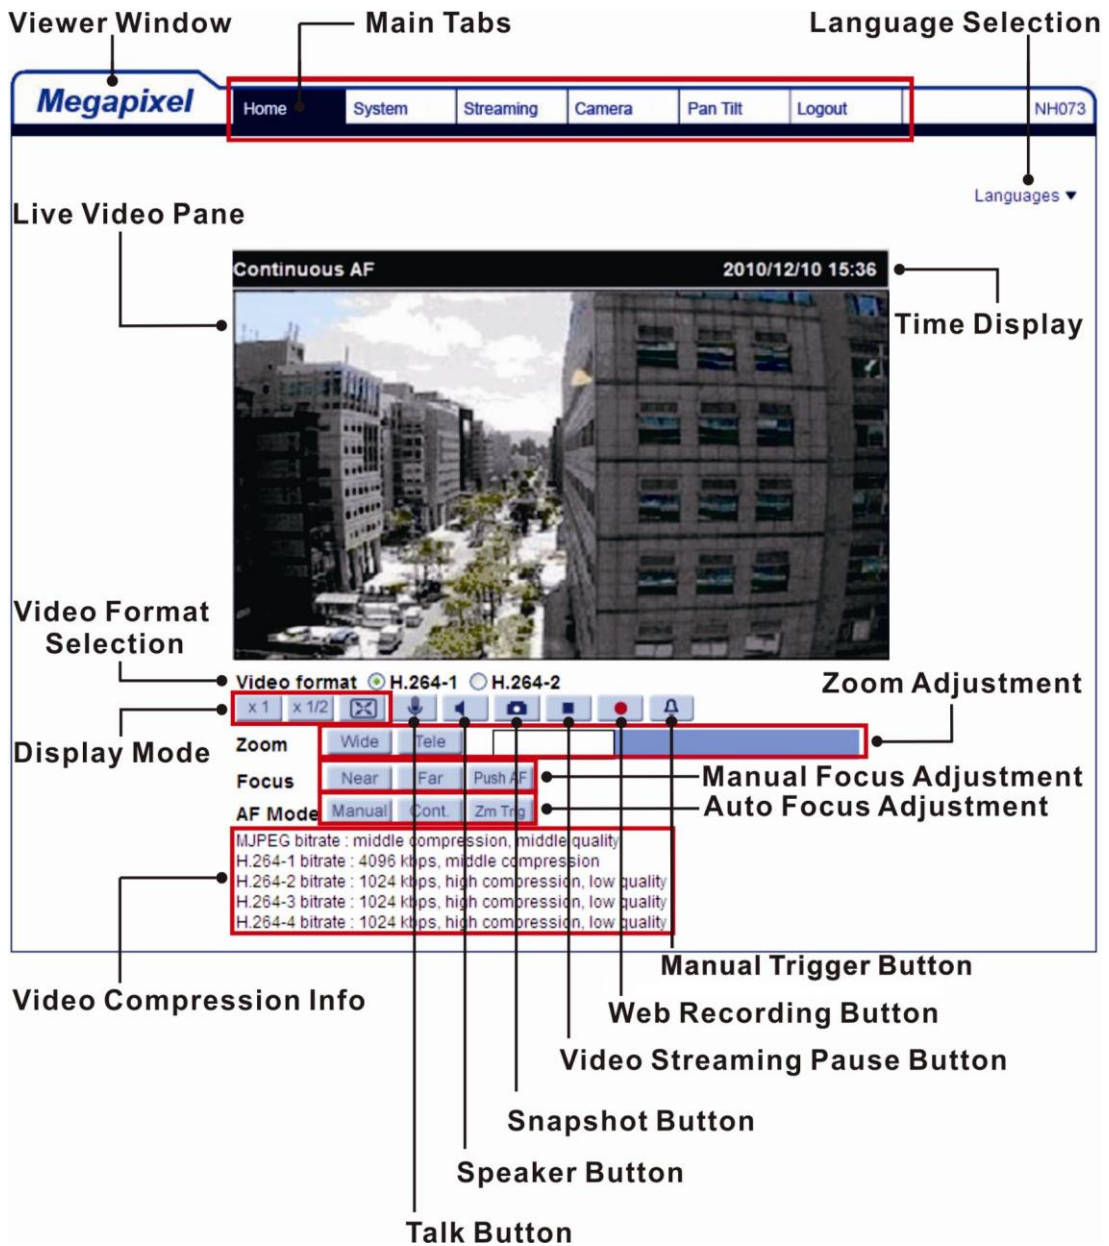 Viewer Window
Main Tabs
Language Selection
Megapixel
Home
System
Streaming
Camera
Pan Tilt
Logout
NH073
Languages ▼
Live Video Pane
Continuous AF
2010/12/10 15:36
Time Display
Video Format
Selection
Video format H.264-1 H.264-2
Zoom Adjustment
x 1
x 1/2
Display Mode
Zoom
Wide
Tele
Focus
Near
Far
Push AF
Manual Focus Adjustment
AF Mode
Manual
Cont.
Zm Trg
Auto Focus Adjustment
MJPEG bitrate : middle compression, middle quality
H.264-1 bitrate : 4096 kbps, middle compression
H.264-2 bitrate : 1024 kbps, high compression, low quality
H.264-3 bitrate : 1024 kbps, high compression, low quality
H.264-4 bitrate : 1024 kbps, high compression, low quality
Manual Trigger Button
Video Compression Info
Web Recording Button
Video Streaming Pause Button
Snapshot Button
Speaker Button
Talk Button